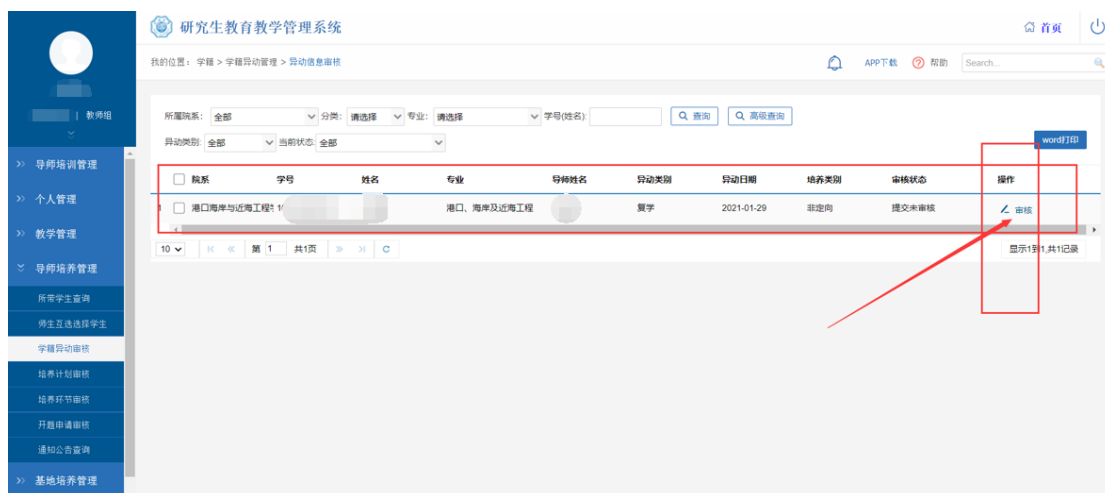 研究生教育教学管理系统
首页
我的位置： 学籍 > 学籍异动管理 > 异动信息审核
APP下载 帮助 Search...
| 教师组
所属院系: 全部 分类: 请选择 专业: 请选择 学号(姓名): 查询 高级查询
异动类别: 全部 当前状态: 全部
word打印
院系 学号 姓名 专业 导师姓名 异动类别 异动日期 培养类别 审核状态 操作
1 港口海岸与近海工程 港口、海岸及近海工程 复学 2021-01-29 非定向 提交未审核 审核
10 第 1 共1页 显示1到1,共1记录
导师培训管理
个人管理
教学管理
导师培养管理
所带学生查询
师生互选选择学生
学籍异动审核
培养计划审核
培养环节审核
开题申请审核
通知公告查询
基地培养管理